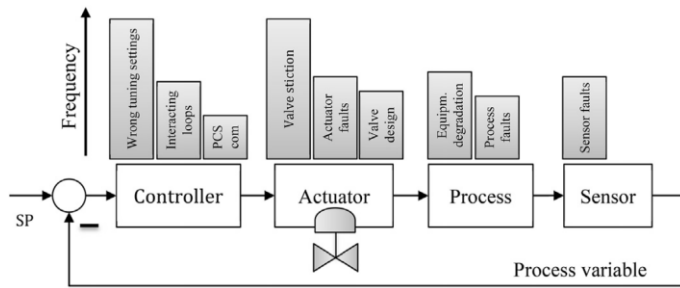 Frequency
Wrong tuning settings
Interacting
loops
PCS
com
Valve stiction
Actuator
faults
Valve
design
Equipm.
degradation
Process
faults
Sensor faults
SP
Controller
Actuator
Process
Sensor
Process variable